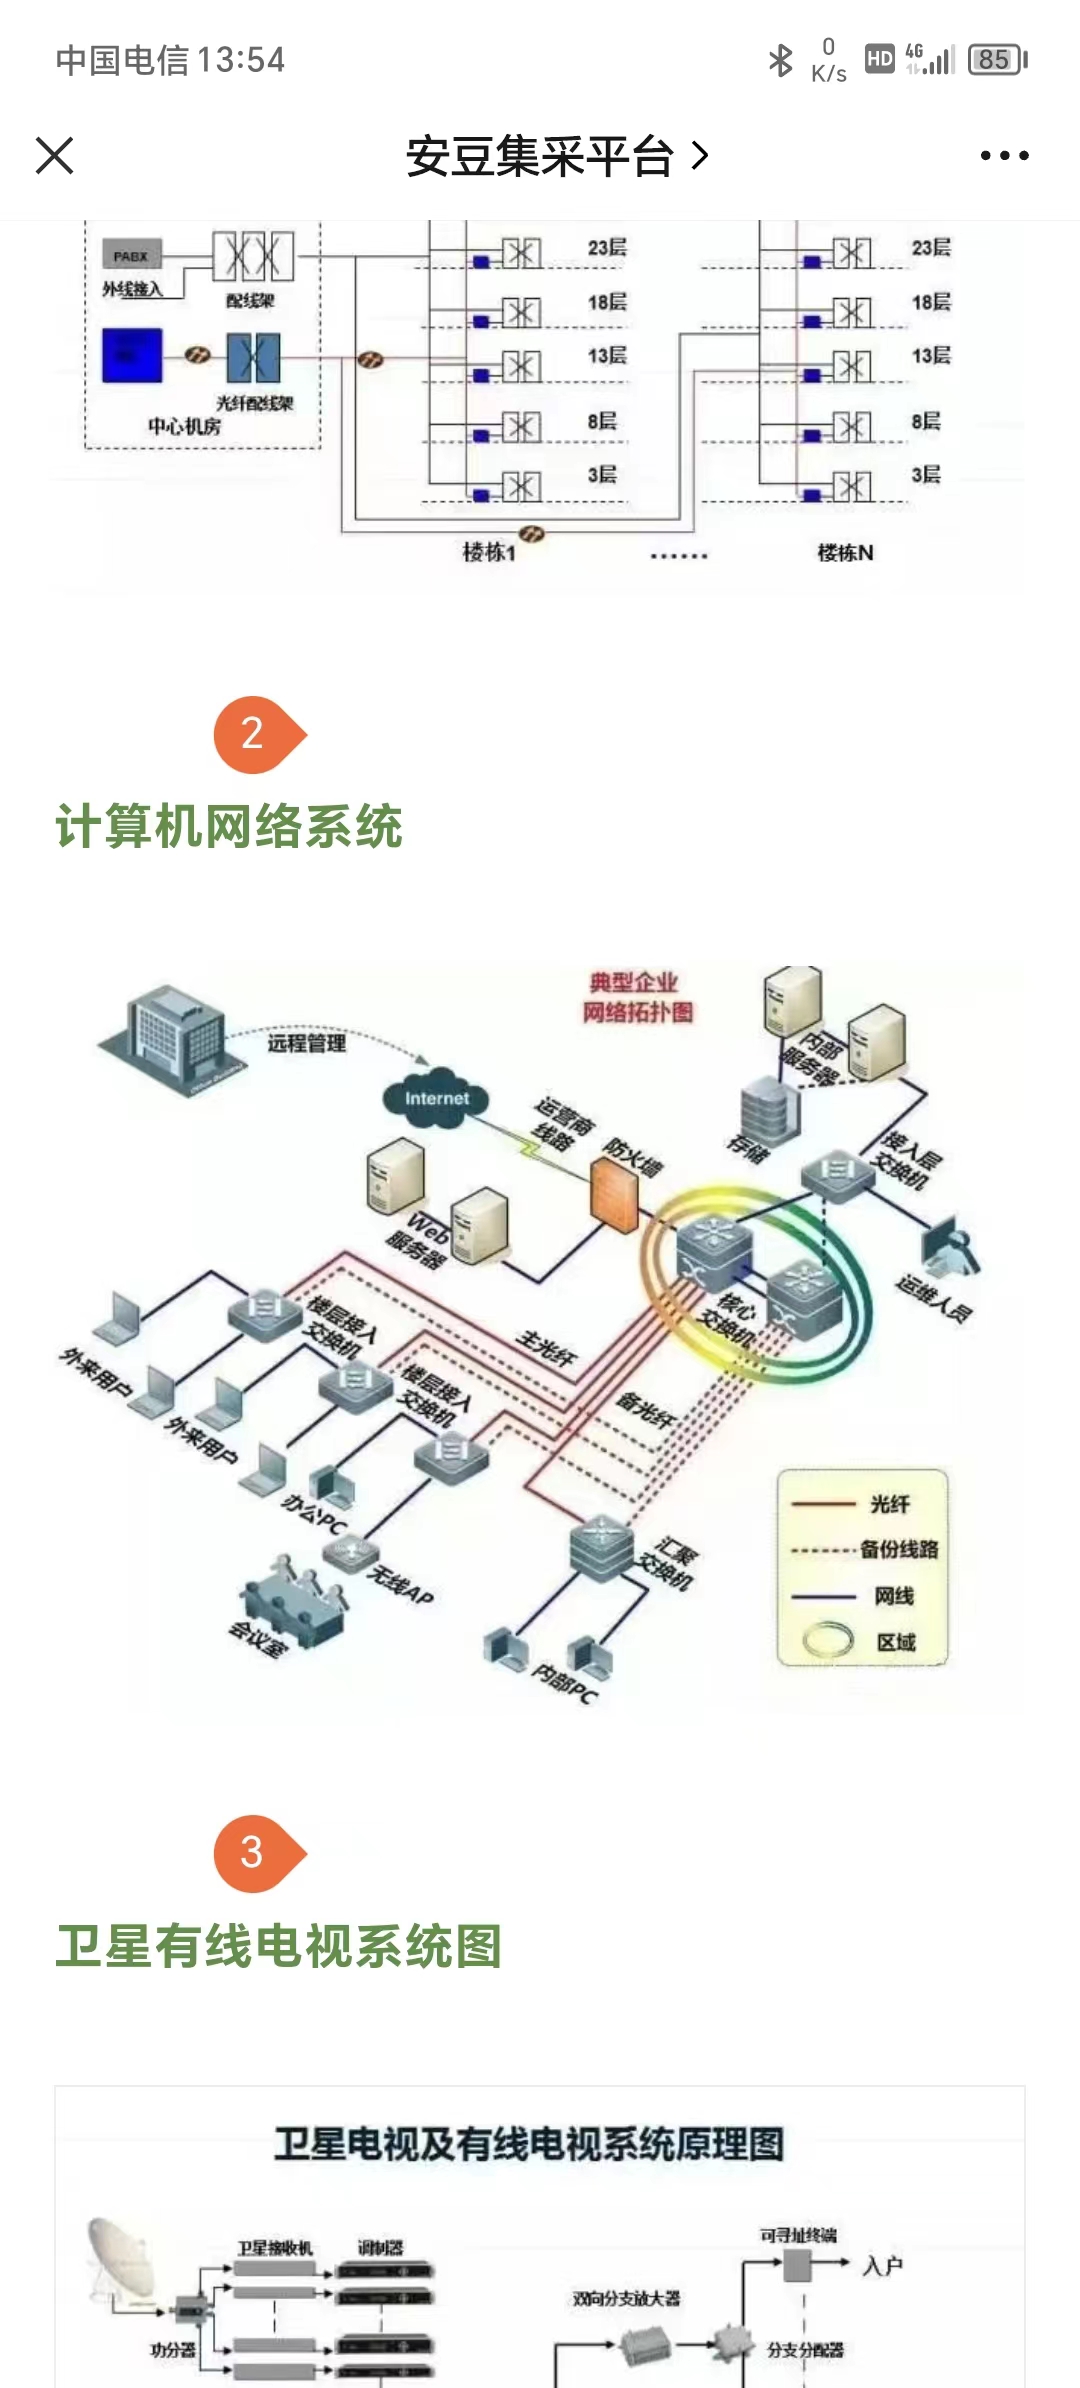 中国电信 13:54
0
K/s
HD
4G
85
安豆集采平台
PABX
外线接入
配线架
光纤配线架
中心机房
23层
18层
13层
8层
3层
楼栋1
......
23层
18层
13层
8层
3层
楼栋N
2
计算机网络系统
典型企业
网络拓扑图
远程管理
Office Building
Internet
运营商
线路
防火墙
内部
服务器
存储
接入层
交换机
Web
服务器
核心
交换机
运维人员
楼层接入
交换机
外来用户
主光纤
楼层接入
交换机
备光纤
外来用户
办公PC
无线AP
会议室
汇聚
交换机
内部PC
光纤
备份线路
网线
区域
3
卫星有线电视系统图
卫星电视及有线电视系统原理图
卫星接收机
调制器
功分器
可寻址终端
入户
双向分支放大器
分支分配器